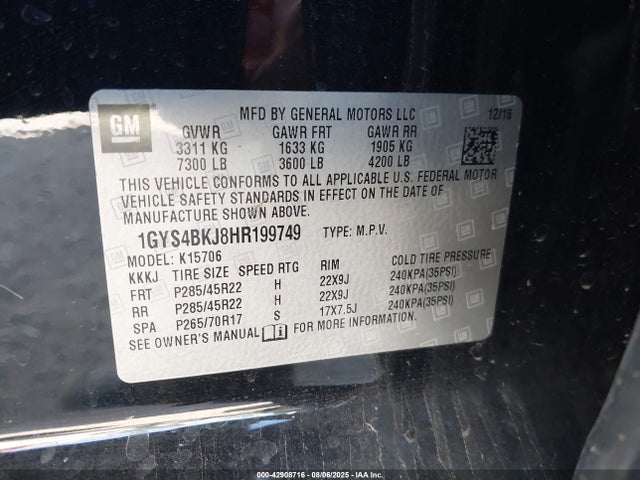 GM
MFD BY GENERAL MOTORS LLC 12/16
GVWR GAWR FRT GAWR RR
3311 KG 1633 KG 1905 KG
7300 LB 3600 LB 4200 LB
THIS VEHICLE CONFORMS TO ALL APPLICABLE U.S. FEDERAL MOTOR
VEHICLE SAFETY STANDARDS IN EFFECT ON THE DATE OF
MANUFACTURE SHOWN ABOVE.
1GYS4BKJ8HR199749 TYPE: M.P.V.
MODEL: K15706
KKKJ TIRE SIZE SPEED RTG RIM COLD TIRE PRESSURE
FRT P285/45R22 H 22X9J 240KPA(35PSI)
RR P285/45R22 H 22X9J 240KPA(35PSI)
SPA P265/70R17 S 17X7.5J 240KPA(35PSI)
SEE OWNER'S MANUAL FOR MORE INFORMATION.
000-42908716 - 08/06/2025 - IAA Inc.